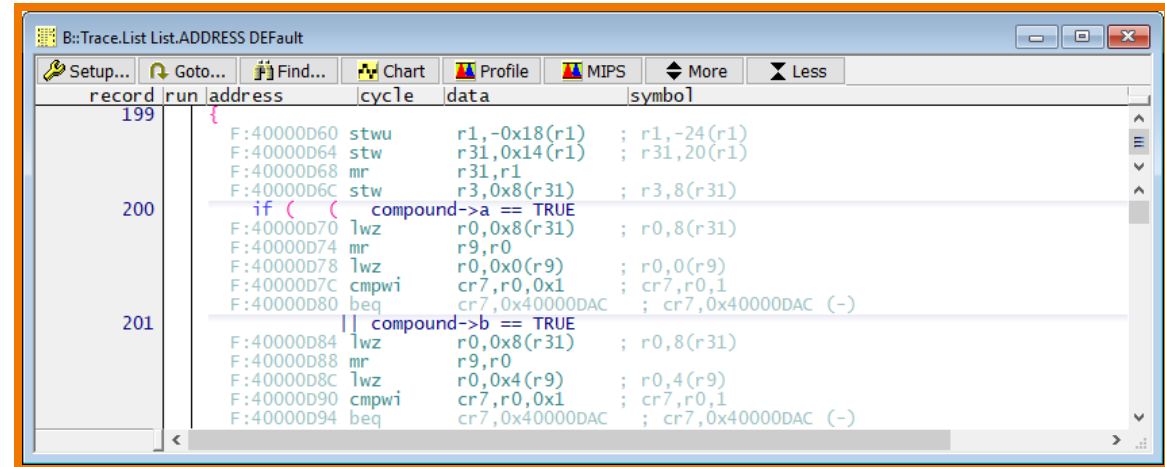 B::Trace.List List.ADDRESS DEFault
Setup... Goto... Find... Chart Profile MIPS More Less
record run address cycle data symbol
199 {
F:40000D60 stwu r1,-0x18(r1) ; r1,-24(r1)
F:40000D64 stw r31,0x14(r1) ; r31,20(r1)
F:40000D68 mr r31,r1
F:40000D6C stw r3,0x8(r31) ; r3,8(r31)
200 if ( ( compound->a == TRUE
F:40000D70 lwz r0,0x8(r31) ; r0,8(r31)
F:40000D74 mr r9,r0
F:40000D78 lwz r0,0x0(r9) ; r0,0(r9)
F:40000D7C cmpwi cr7,r0,0x1 ; cr7,r0,1
F:40000D80 beq cr7,0x40000DAC ; cr7,0x40000DAC (-)
201 || compound->b == TRUE
F:40000D84 lwz r0,0x8(r31) ; r0,8(r31)
F:40000D88 mr r9,r0
F:40000D8C lwz r0,0x4(r9) ; r0,4(r9)
F:40000D90 cmpwi cr7,r0,0x1 ; cr7,r0,1
F:40000D94 beq cr7,0x40000DAC ; cr7,0x40000DAC (-)